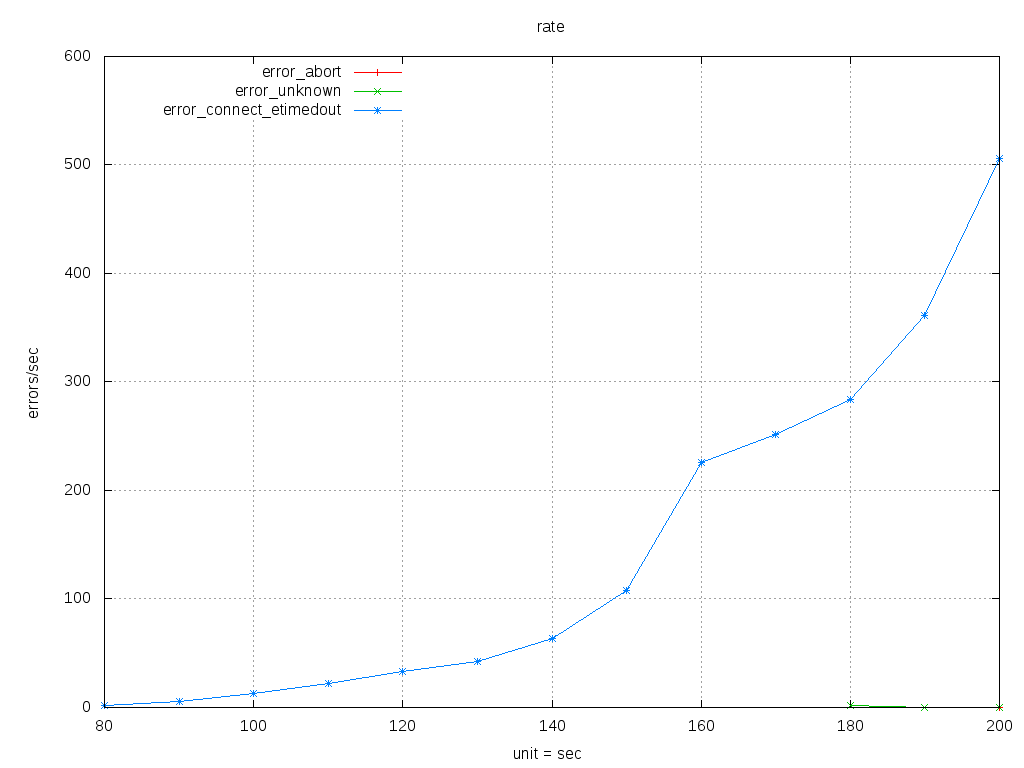 rate
600
500
400
300
200
100
0
errors/sec
error_abort
error_unknown
error_connect_etimedout
80 100 120 140 160 180 200
unit = sec